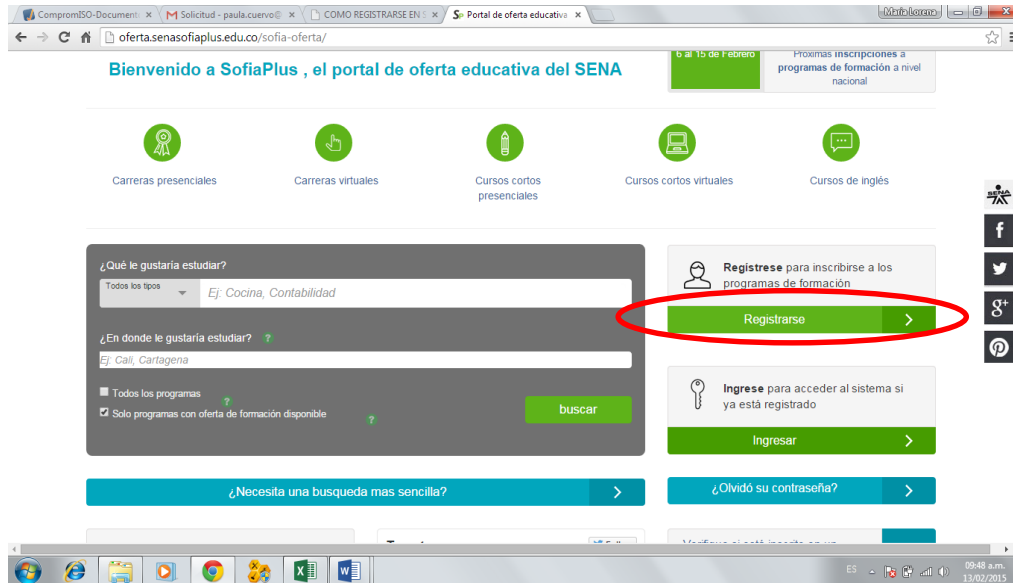 CompromISO-Documento
Solicitud - paula.cuervo@
COMO REGISTRARSE EN S
Portal de oferta educativa
María Lorena
oferta.senasofiaplus.edu.co/sofia-oferta/
Bienvenido a SofiaPlus , el portal de oferta educativa del SENA
6 al 15 de Febrero
Próximas inscripciones a
programas de formación a nivel
nacional
Carreras presenciales
Carreras virtuales
Cursos cortos
presenciales
Cursos cortos virtuales
Cursos de inglés
SENA
¿Qué le gustaría estudiar?
Todos los tipos
Ej: Cocina, Contabilidad
¿En donde le gustaría estudiar? ?
Ej: Cali, Cartagena
Todos los programas ?
Solo programas con oferta de formación disponible ?
buscar
Registrese para inscribirse a los
programas de formación
Registrarse
Ingrese para acceder al sistema si
ya está registrado
Ingresar
¿Necesita una busqueda mas sencilla?
¿Olvidó su contraseña?
ES
09:48 a.m.
13/02/2015